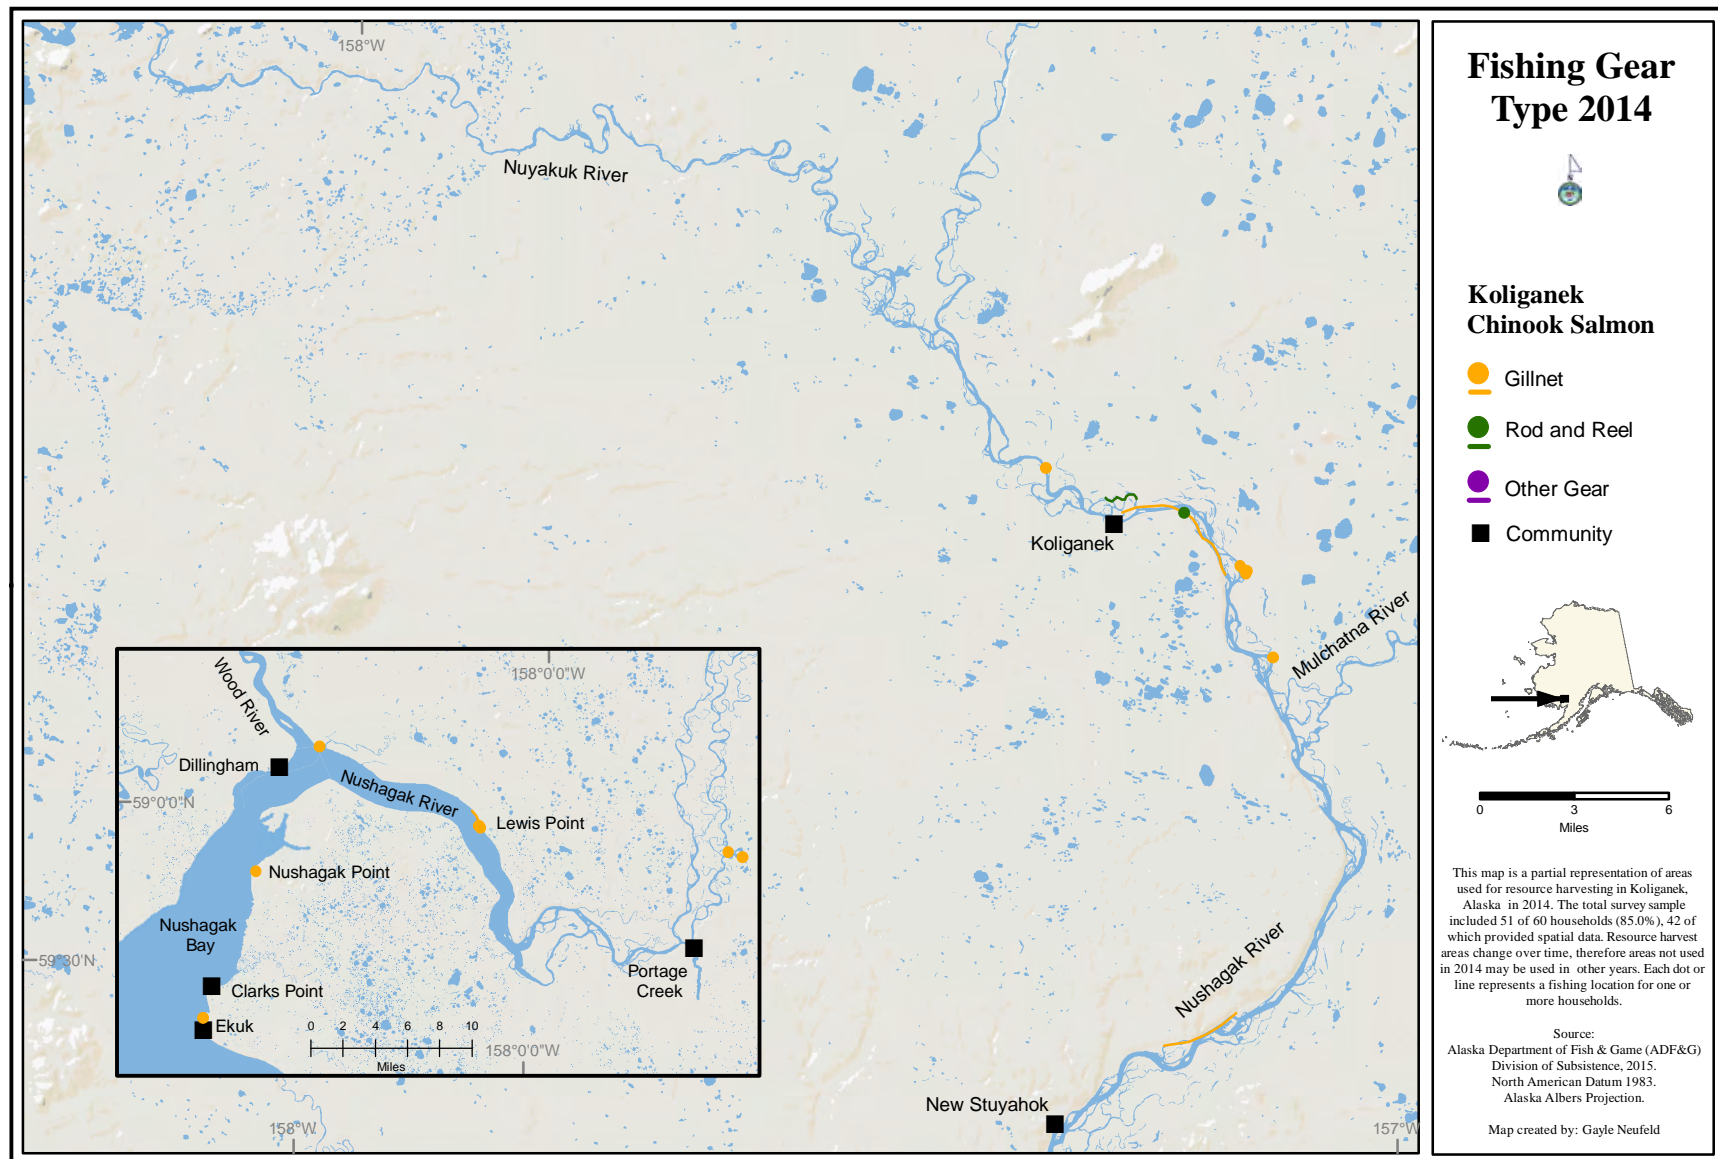 158°W
Nuyakuk River
Koliganek
Mulchatna River
Nushagak River
New Stuyahok
158°W
157°W
Wood River
158°0'0"W
Dillingham
Nushagak River
59°0'0"N
Lewis Point
Nushagak Point
Nushagak
Bay
59°30'N
Portage
Creek
Clarks Point
Ekuk
0 2 4 6 8 10
Miles
158°0'0"W
Fishing Gear
Type 2014
Koliganek
Chinook Salmon
Gillnet
Rod and Reel
Other Gear
Community
0 3 6
Miles
This map is a partial representation of areas
used for resource harvesting in Koliganek,
Alaska in 2014. The total survey sample
included 51 of 60 households (85.0%), 42 of
which provided spatial data. Resource harvest
areas change over time, therefore areas not used
in 2014 may be used in other years. Each dot or
line represents a fishing location for one or
more households.
Source:
Alaska Department of Fish & Game (ADF&G)
Division of Subsistence, 2015.
North American Datum 1983.
Alaska Albers Projection.
Map created by: Gayle Neufeld